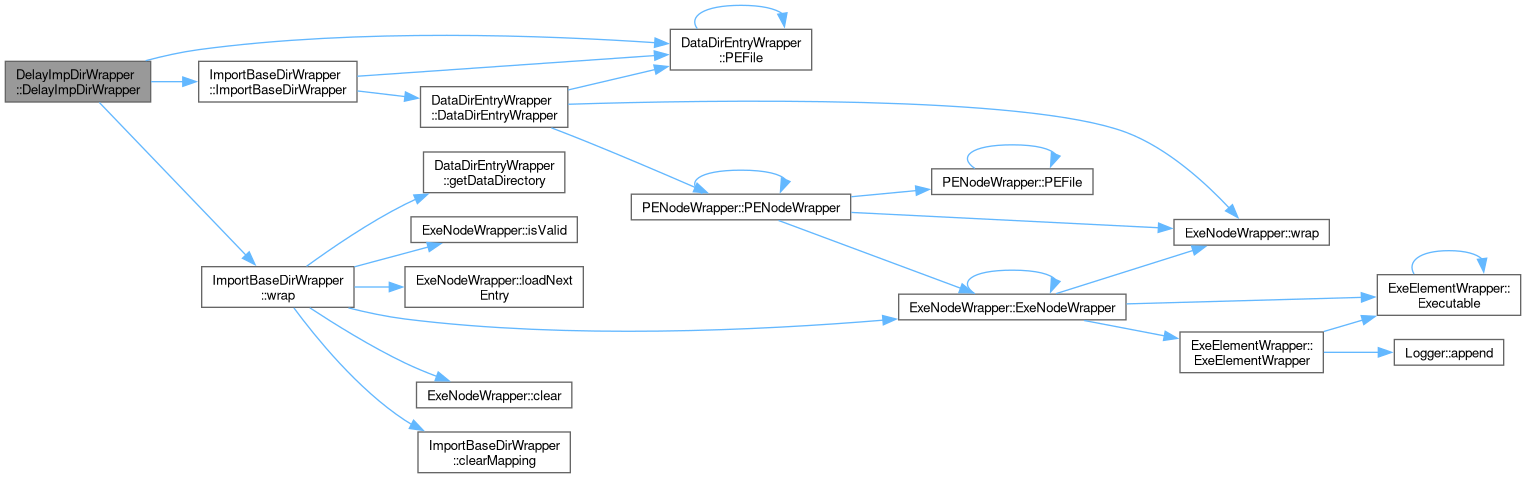 DelayImpDirWrapper
::DelayImpDirWrapper
ImportBaseDirWrapper
::ImportBaseDirWrapper
DataDirEntryWrapper
::PEFile
DataDirEntryWrapper
::DataDirEntryWrapper
DataDirEntryWrapper
::getDataDirectory
PENodeWrapper::PENodeWrapper
PENodeWrapper::PEFile
ExeNodeWrapper::wrap
ExeNodeWrapper::isValid
ImportBaseDirWrapper
::wrap
ExeNodeWrapper::loadNext
Entry
ExeNodeWrapper::ExeNodeWrapper
ExeElementWrapper::
Executable
ExeElementWrapper::
ExeElementWrapper
Logger::append
ExeNodeWrapper::clear
ImportBaseDirWrapper
::clearMapping